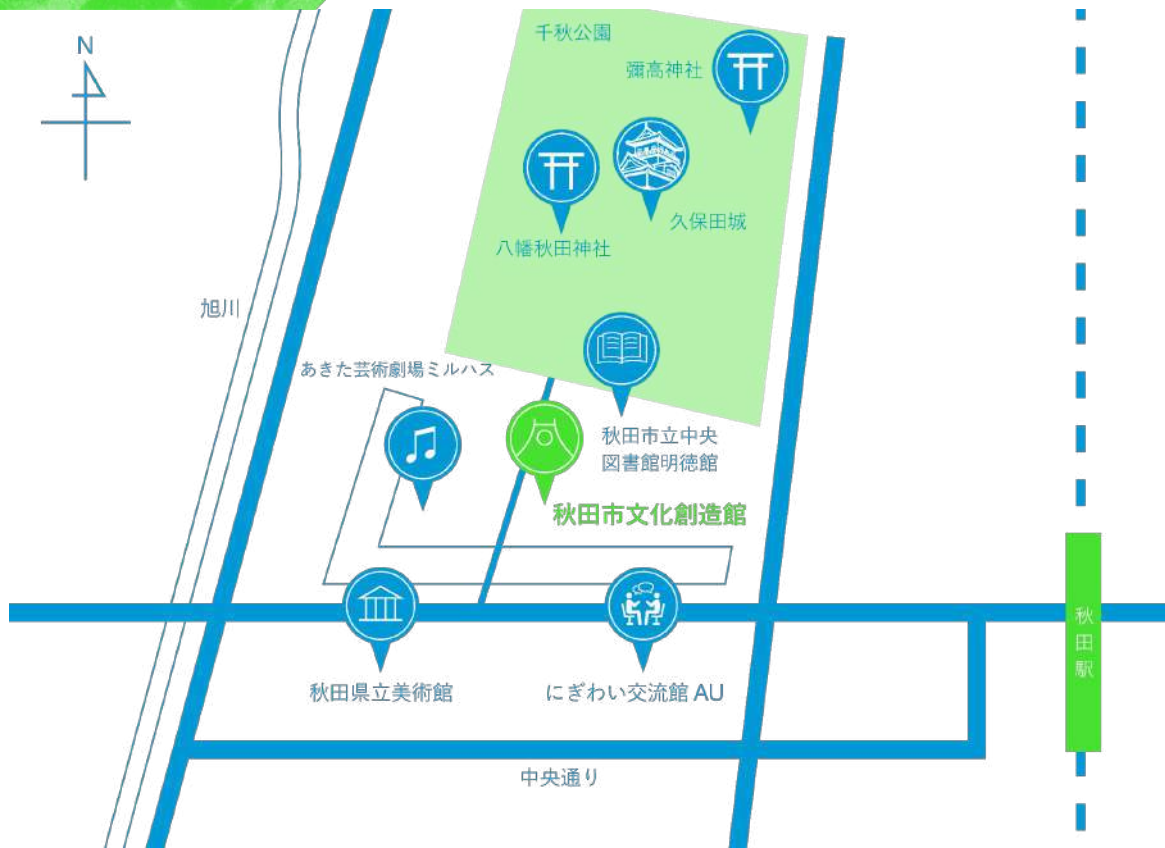 N
千秋公園
彌高神社
久保田城
八幡秋田神社
旭川
あきた芸術劇場ミルハス
秋田市立中央
図書館明徳館
秋田市文化創造館
秋田駅
秋田県立美術館
にぎわい交流館 AU
中央通り